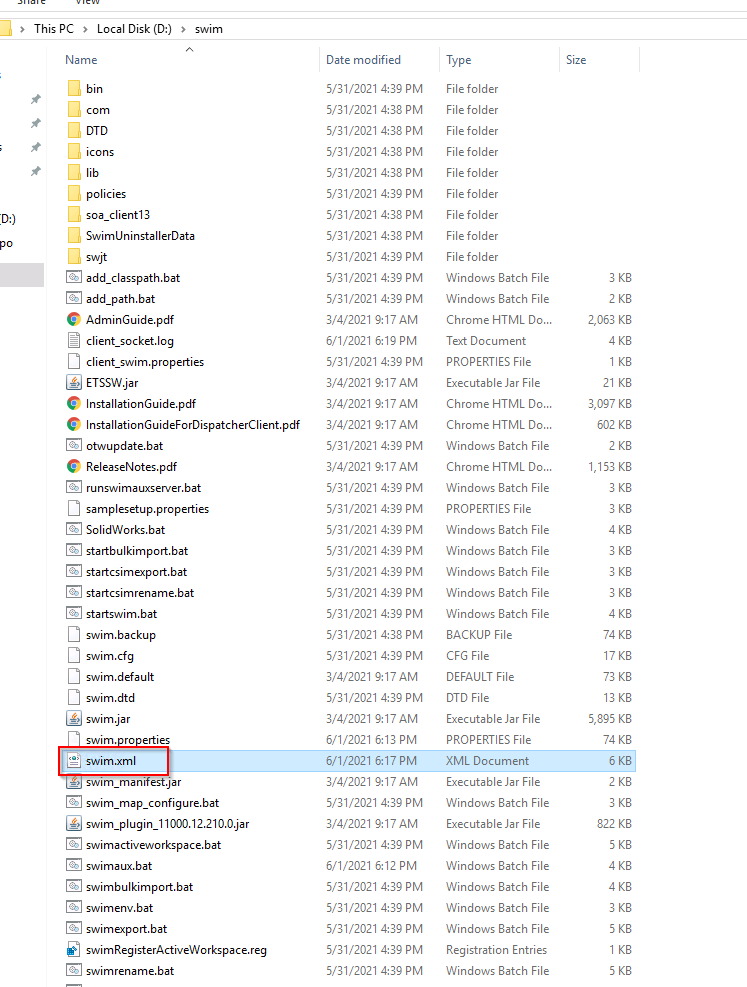 Share View
This PC > Local Disk (D:) > swim
Name Date modified Type Size
bin 5/31/2021 4:39 PM File folder
com 5/31/2021 4:38 PM File folder
DTD 5/31/2021 4:39 PM File folder
icons 5/31/2021 4:38 PM File folder
lib 5/31/2021 4:38 PM File folder
policies 5/31/2021 4:39 PM File folder
soa_client13 5/31/2021 4:38 PM File folder
(D:)
SwimUninstallerData 5/31/2021 4:38 PM File folder
po
swjt 5/31/2021 4:39 PM File folder
add_classpath.bat 5/31/2021 4:39 PM Windows Batch File 3 KB
add_path.bat 5/31/2021 4:39 PM Windows Batch File 2 KB
AdminGuide.pdf 3/4/2021 9:17 AM Chrome HTML Do... 2,063 KB
client_socket.log 6/1/2021 6:19 PM Text Document 4 KB
client_swim.properties 5/31/2021 4:39 PM PROPERTIES File 1 KB
ETSSW.jar 3/4/2021 9:17 AM Executable Jar File 21 KB
InstallationGuide.pdf 3/4/2021 9:17 AM Chrome HTML Do... 3,097 KB
InstallationGuideForDispatcherClient.pdf 3/4/2021 9:17 AM Chrome HTML Do... 602 KB
otwupdate.bat 5/31/2021 4:39 PM Windows Batch File 2 KB
ReleaseNotes.pdf 3/4/2021 9:17 AM Chrome HTML Do... 1,153 KB
runswimauxserver.bat 5/31/2021 4:39 PM Windows Batch File 3 KB
samplesetup.properties 5/31/2021 4:39 PM PROPERTIES File 3 KB
SolidWorks.bat 5/31/2021 4:39 PM Windows Batch File 4 KB
startbulkimport.bat 5/31/2021 4:39 PM Windows Batch File 3 KB
startcsimexport.bat 5/31/2021 4:39 PM Windows Batch File 3 KB
startcsimrename.bat 5/31/2021 4:39 PM Windows Batch File 3 KB
startswim.bat 5/31/2021 4:39 PM Windows Batch File 4 KB
swim.backup 5/31/2021 4:38 PM BACKUP File 74 KB
swim.cfg 5/31/2021 4:39 PM CFG File 17 KB
swim.default 5/31/2021 4:39 PM DEFAULT File 73 KB
swim.dtd 5/31/2021 4:39 PM DTD File 13 KB
swim.jar 3/4/2021 9:17 AM Executable Jar File 5,895 KB
swim.properties 6/1/2021 6:13 PM PROPERTIES File 74 KB
swim.xml 6/1/2021 6:17 PM XML Document 6 KB
swim_manifest.jar 3/4/2021 9:17 AM Executable Jar File 2 KB
swim_map_configure.bat 5/31/2021 4:39 PM Windows Batch File 3 KB
swim_plugin_11000.12.210.0.jar 3/4/2021 9:17 AM Executable Jar File 822 KB
swimactiveworkspace.bat 5/31/2021 4:39 PM Windows Batch File 5 KB
swimaux.bat 6/1/2021 6:12 PM Windows Batch File 4 KB
swimbulkimport.bat 5/31/2021 4:39 PM Windows Batch File 4 KB
swimenv.bat 5/31/2021 4:39 PM Windows Batch File 3 KB
swimexport.bat 5/31/2021 4:39 PM Windows Batch File 5 KB
swimRegisterActiveWorkspace.reg 5/31/2021 4:39 PM Registration Entries 1 KB
swimrename.bat 5/31/2021 4:39 PM Windows Batch File 5 KB